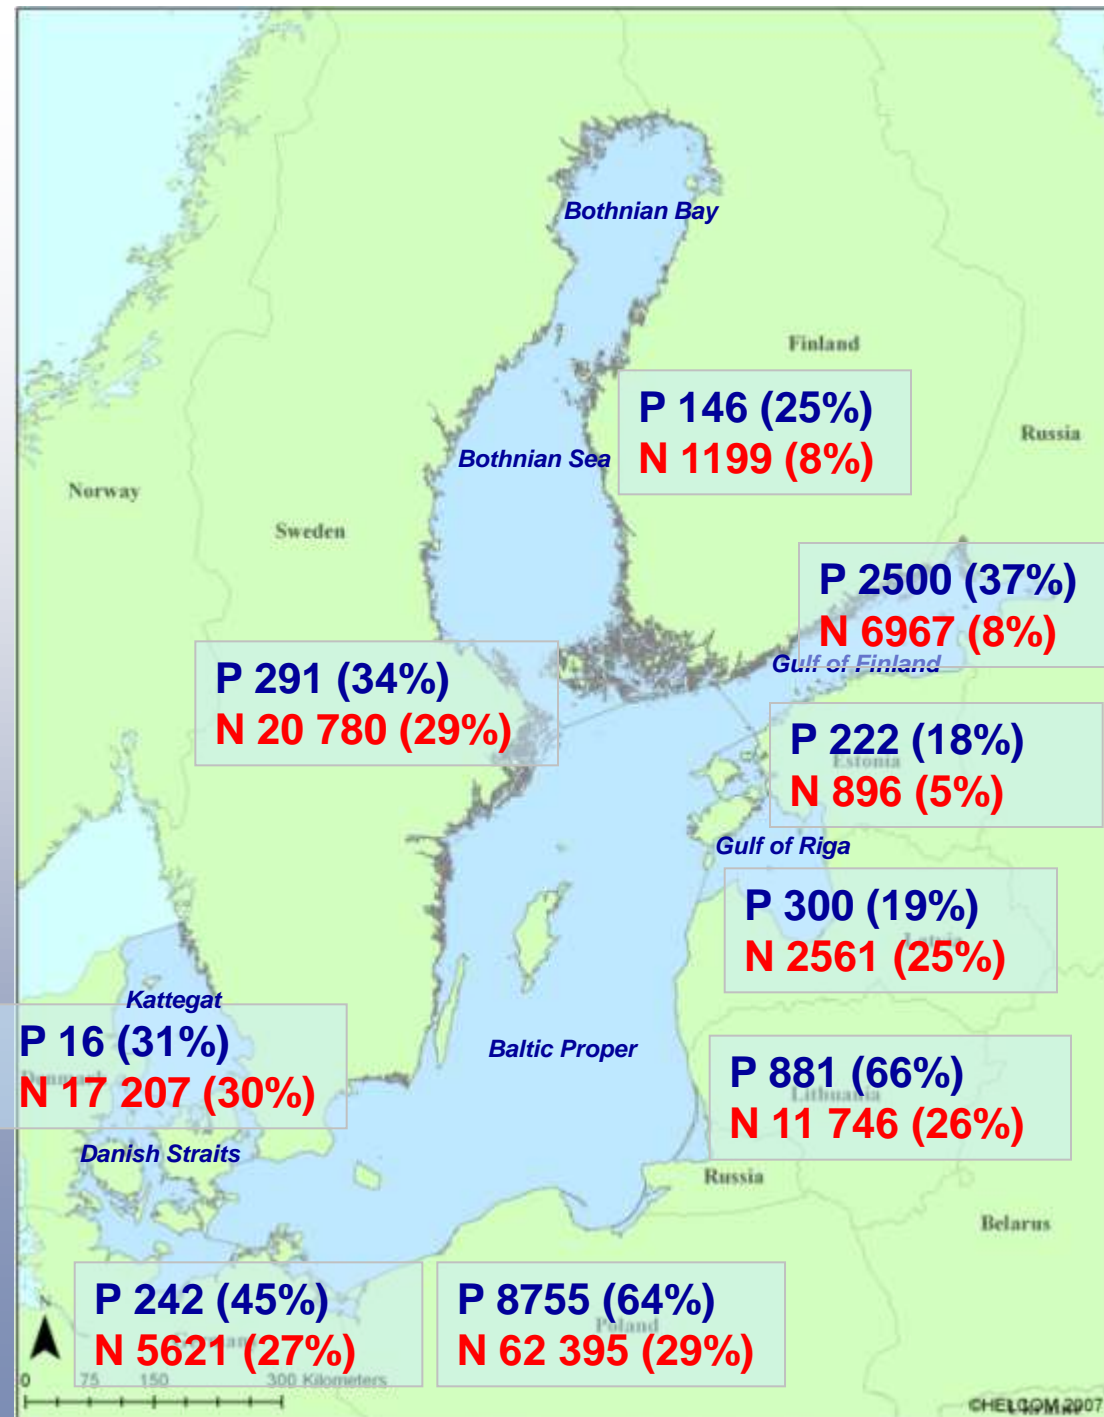 Bothnian Bay
Finland
P 146 (25%)
N 1199 (8%)
Russia
Bothnian Sea
Norway
Sweden
P 2500 (37%)
N 6967 (8%)
Gulf of Finland
P 291 (34%)
N 20 780 (29%)
P 222 (18%)
Estonia
N 896 (5%)
Gulf of Riga
P 300 (19%)
Latvia
N 2561 (25%)
Kattegat
P 16 (31%)
Denmark
N 17 207 (30%)
Baltic Proper
P 881 (66%)
Lithuania
N 11 746 (26%)
Danish Straits
Russia
Belarus
P 242 (45%)
Germany
N 5621 (27%)
P 8755 (64%)
Poland
N 62 395 (29%)
N
0 75 150 300 Kilometers
©HELCOM 2007